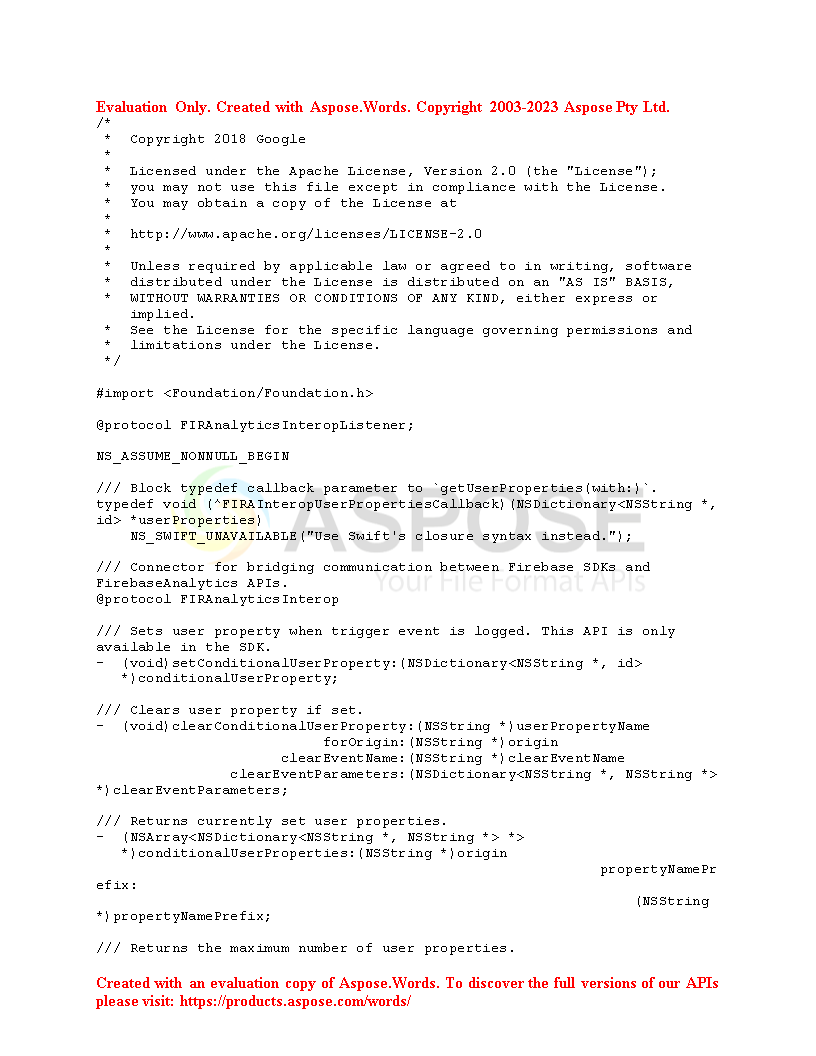 Evaluation Only. Created with Aspose.Words. Copyright 2003-2023 Aspose Pty Ltd.
/*
 *  Copyright 2018 Google
 *
 *  Licensed under the Apache License, Version 2.0 (the "License");
 *  you may not use this file except in compliance with the License.
 *  You may obtain a copy of the License at
 *
 *  http://www.apache.org/licenses/LICENSE-2.0
 *
 *  Unless required by applicable law or agreed to in writing, software
 *  distributed under the License is distributed on an "AS IS" BASIS,
 *  WITHOUT WARRANTIES OR CONDITIONS OF ANY KIND, either express or
    implied.
 *  See the License for the specific language governing permissions and
 *  limitations under the License.
 */

#import <Foundation/Foundation.h>

@protocol FIRAnalyticsInteropListener;

NS_ASSUME_NONNULL_BEGIN

/// Block typedef callback parameter to `getUserProperties(with:)`.
typedef void (^FIRAInteropUserPropertiesCallback)(NSDictionary<NSString *,
id> *userProperties)
    NS_SWIFT_UNAVAILABLE("Use Swift's closure syntax instead.");
ASPOSE
Your File Format APIs

/// Connector for bridging communication between Firebase SDKs and
FirebaseAnalytics APIs.
@protocol FIRAnalyticsInterop

/// Sets user property when trigger event is logged. This API is only
available in the SDK.
-  (void)setConditionalUserProperty:(NSDictionary<NSString *, id>
   *)conditionalUserProperty;

/// Clears user property if set.
-  (void)clearConditionalUserProperty:(NSString *)userPropertyName
                           forOrigin:(NSString *)origin
                      clearEventName:(NSString *)clearEventName
                clearEventParameters:(NSDictionary<NSString *, NSString *>
*)clearEventParameters;

/// Returns currently set user properties.
-  (NSArray<NSDictionary<NSString *, NSString *> *>
   *)conditionalUserProperties:(NSString *)origin
                                                            propertyNamePr
efix:
                                                                (NSString
*)propertyNamePrefix;

/// Returns the maximum number of user properties.

Created with an evaluation copy of Aspose.Words. To discover the full versions of our APIs
please visit: https://products.aspose.com/words/